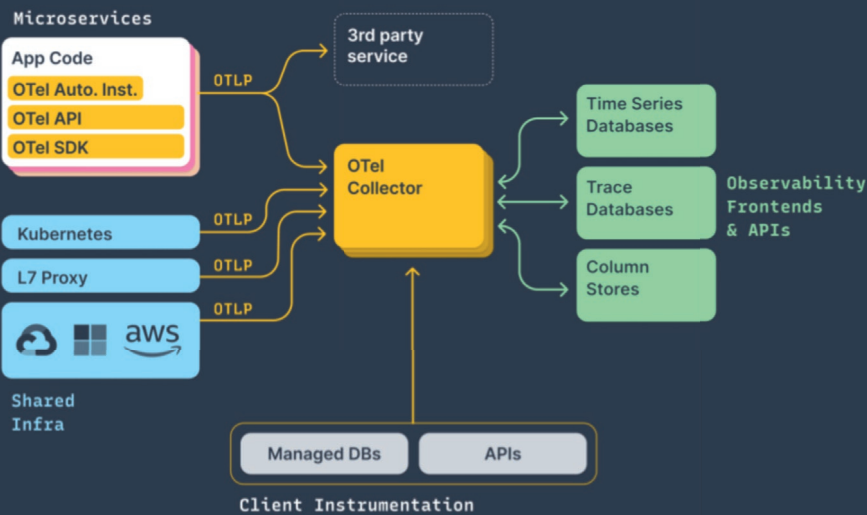 Microservices
App Code
OTel Auto. Inst.
OTel API
OTel SDK
OTLP
3rd party
service
OTel
Collector
Time Series
Databases
Trace
Databases
Column
Stores
Observability
Frontends
& APIs
Kubernetes
OTLP
L7 Proxy
OTLP
OTLP
aws
Shared
Infra
Managed DBs
APIs
Client Instrumentation